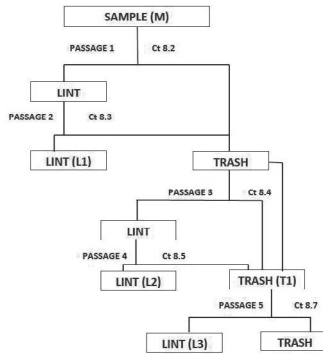 SAMPLE (M)
PASSAGE 1 Ct 8.2
LINT
PASSAGE 2 Ct 8.3
LINT (L1) TRASH
PASSAGE 3 Ct 8.4
LINT
PASSAGE 4 Ct 8.5
LINT (L2) TRASH (T1)
PASSAGE 5 Ct 8.7
LINT (L3) TRASH